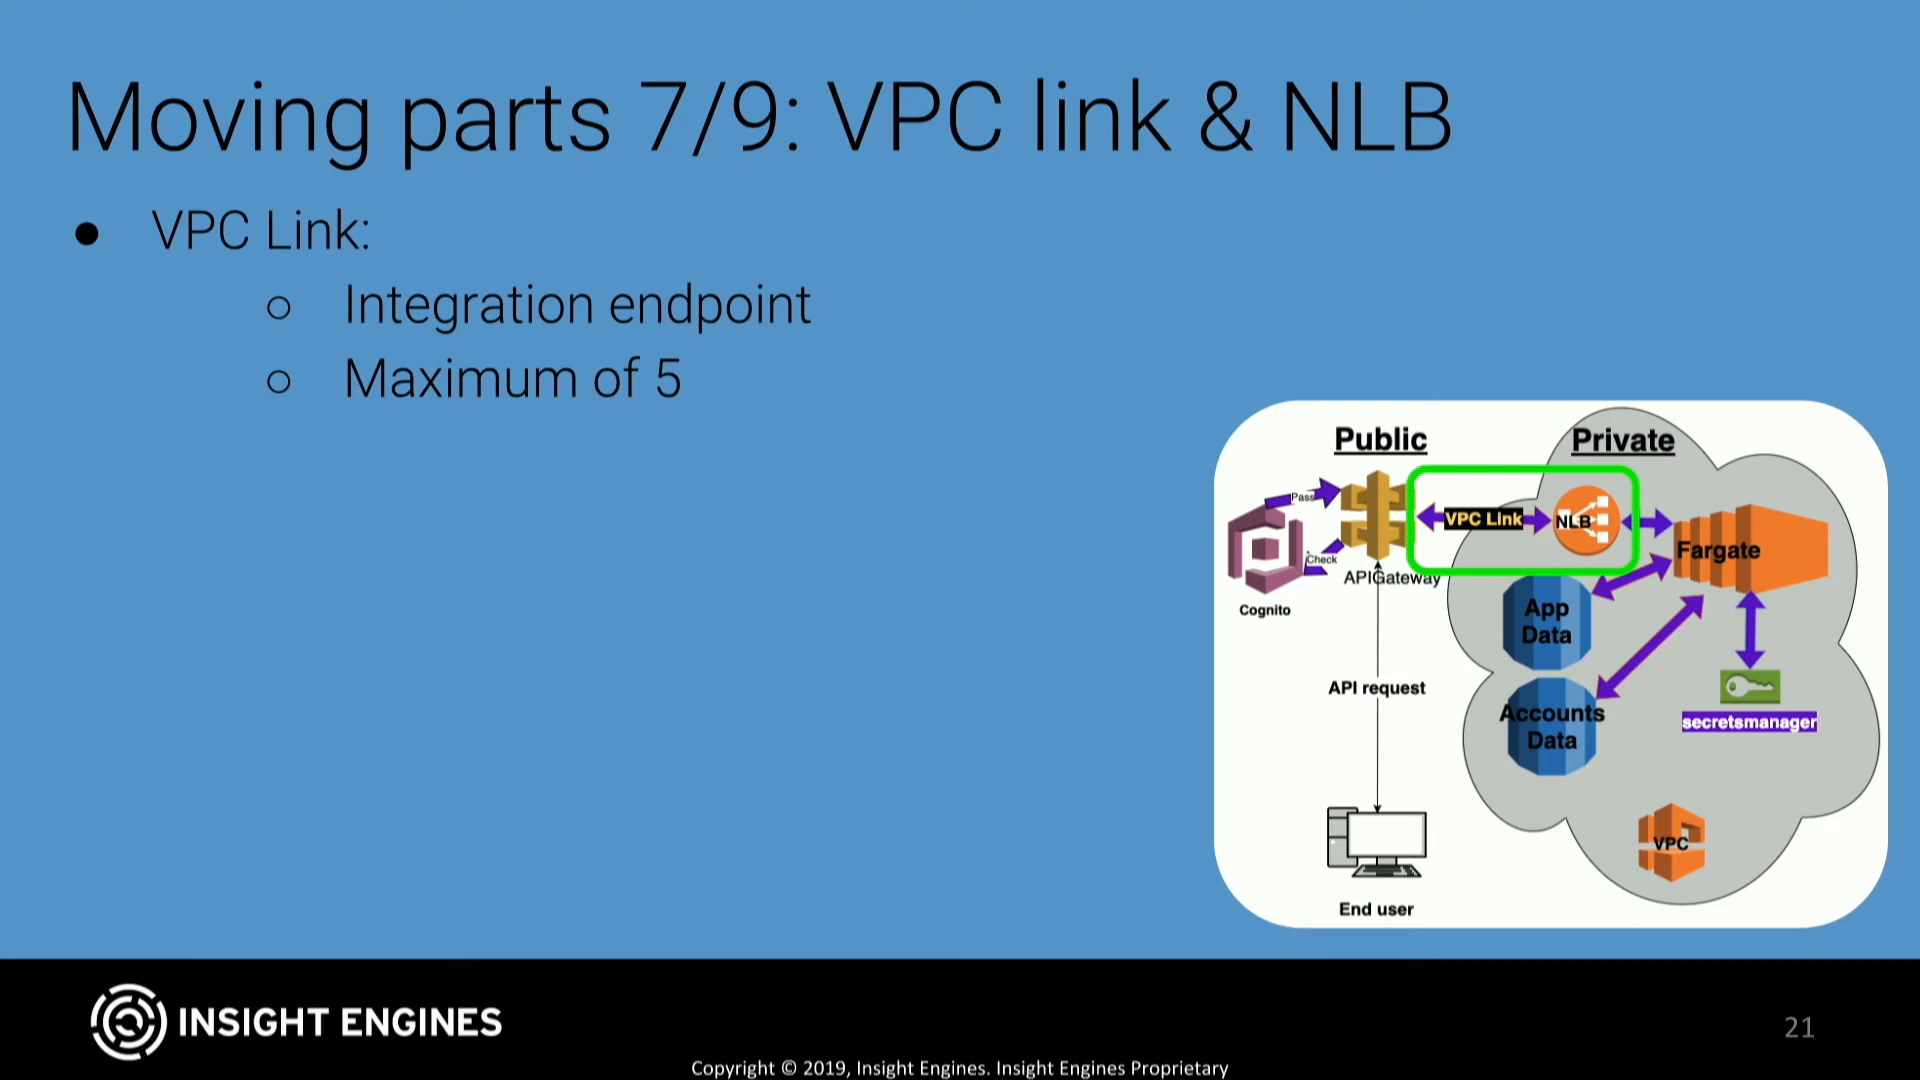 Moving parts 7/9: VPC link & NLB
● VPC Link:
○ Integration endpoint
○ Maximum of 5
Public
Private
Pass
VPC Link
NLB
Check
Fargate
APIGateway
Cognito
App
Data
API request
Accounts
Data
secretsmanager
VPC
End user
INSIGHT ENGINES
21
Copyright © 2019, Insight Engines. Insight Engines Proprietary